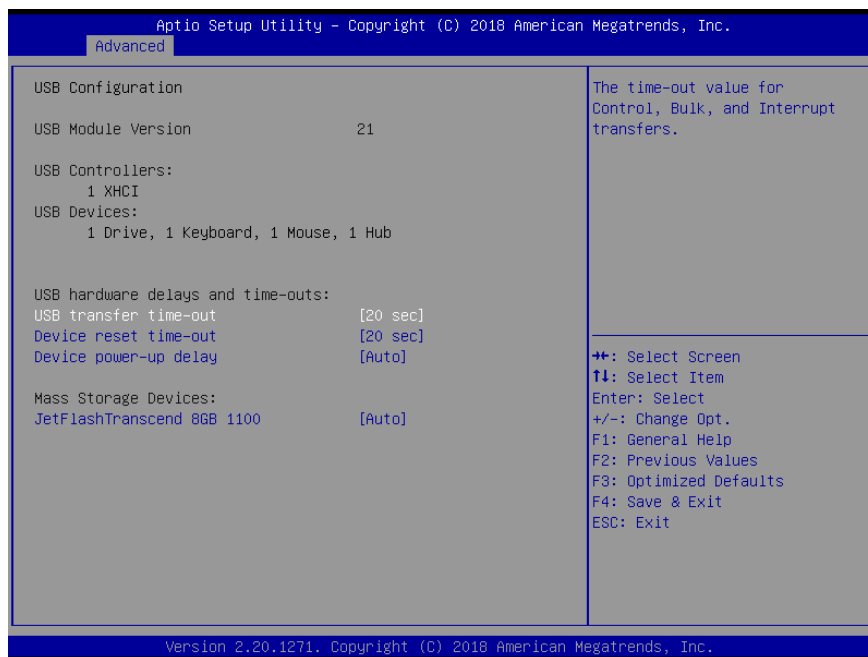 Aptio Setup Utility – Copyright (C) 2018 American Megatrends, Inc.
Advanced
USB Configuration
USB Module Version 21
USB Controllers:
1 XHCI
USB Devices:
1 Drive, 1 Keyboard, 1 Mouse, 1 Hub
USB hardware delays and time-outs:
USB transfer time-out [20 sec]
Device reset time-out [20 sec]
Device power-up delay [Auto]
Mass Storage Devices:
JetFlashTranscend 8GB 1100 [Auto]
The time-out value for
Control, Bulk, and Interrupt
transfers.
→←: Select Screen
↑↓: Select Item
Enter: Select
+/-: Change Opt.
F1: General Help
F2: Previous Values
F3: Optimized Defaults
F4: Save & Exit
ESC: Exit
Version 2.20.1271. Copyright (C) 2018 American Megatrends, Inc.